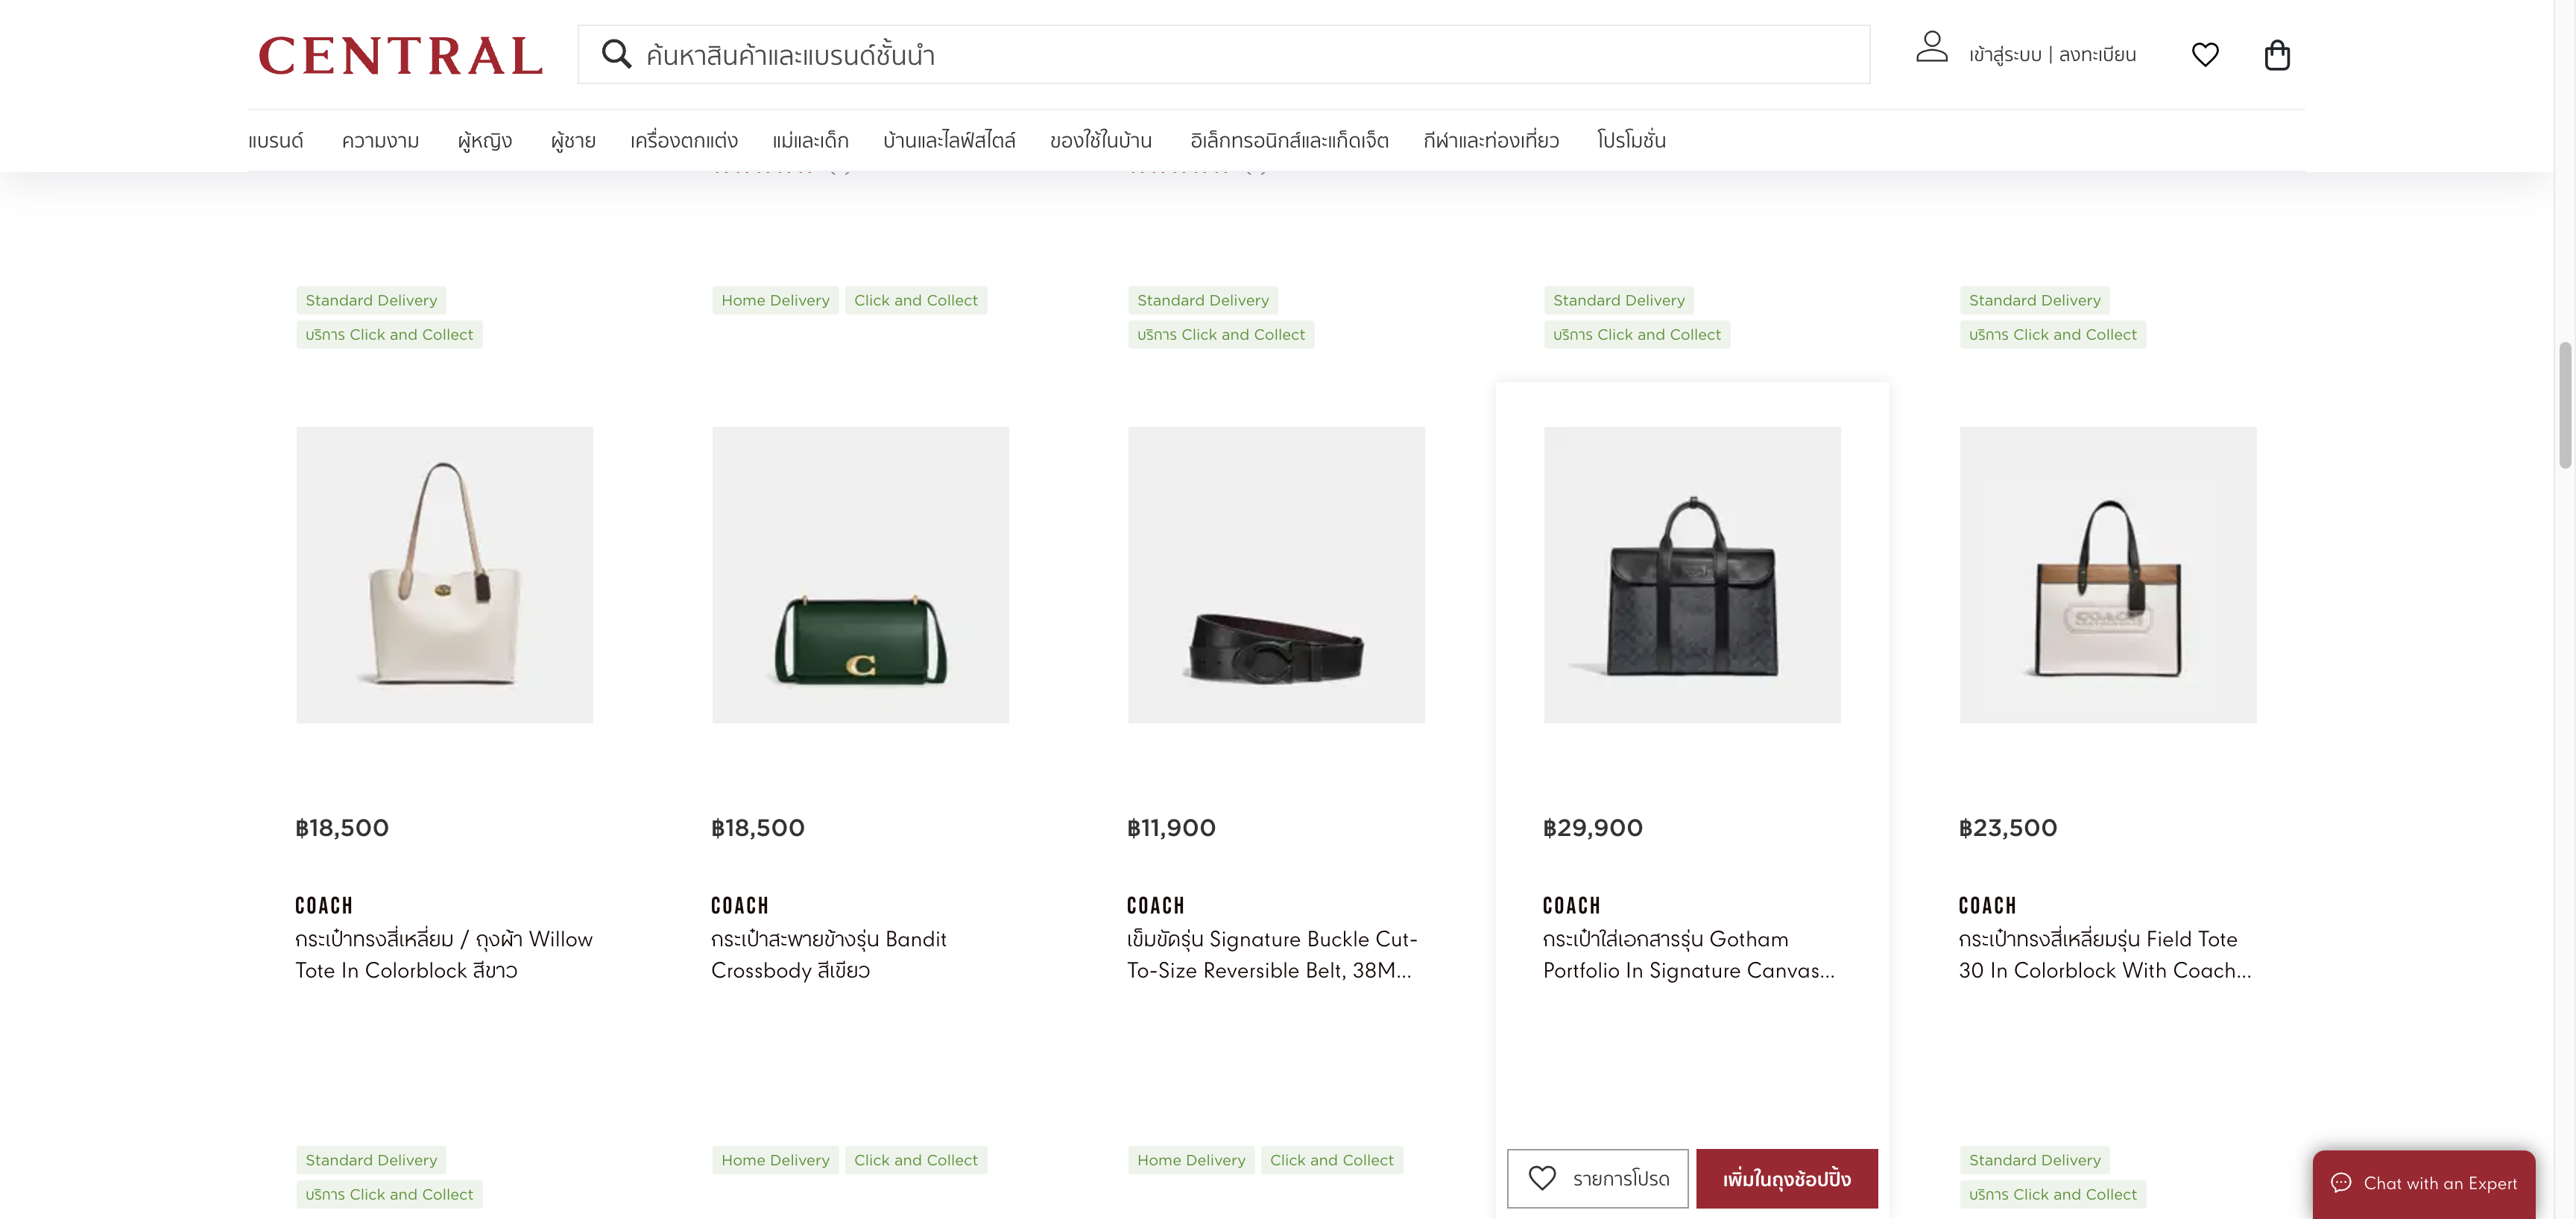 CENTRAL
ค้นหาสินค้าและแบรนด์ชั้นนำ
เข้าสู่ระบบ | ลงทะเบียน
แบรนด์ ความงาม ผู้หญิง ผู้ชาย เครื่องตกแต่ง แม่และเด็ก บ้านและไลฟ์สไตล์ ของใช้ในบ้าน อิเล็กทรอนิกส์และแก็ดเจ็ต กีฬาและท่องเที่ยว โปรโมชั่น
Standard Delivery
บริการ Click and Collect
Home Delivery Click and Collect
Standard Delivery
บริการ Click and Collect
Standard Delivery
บริการ Click and Collect
Standard Delivery
บริการ Click and Collect
COACH
฿18,500
COACH
กระเป๋าทรงสี่เหลี่ยม / ถุงผ้า Willow
Tote In Colorblock สีขาว
฿18,500
COACH
กระเป๋าสะพายข้างรุ่น Bandit
Crossbody สีเขียว
฿11,900
COACH
เข็มขัดรุ่น Signature Buckle Cut-
To-Size Reversible Belt, 38M...
฿29,900
COACH
กระเป๋าใส่เอกสารรุ่น Gotham
Portfolio In Signature Canvas...
฿23,500
COACH
กระเป๋าทรงสี่เหลี่ยมรุ่น Field Tote
30 In Colorblock With Coach...
Standard Delivery
บริการ Click and Collect
Home Delivery Click and Collect
Home Delivery Click and Collect
รายการโปรด
เพิ่มในถุงช้อปปิ้ง
Standard Delivery
บริการ Click and Collect
Chat with an Expert